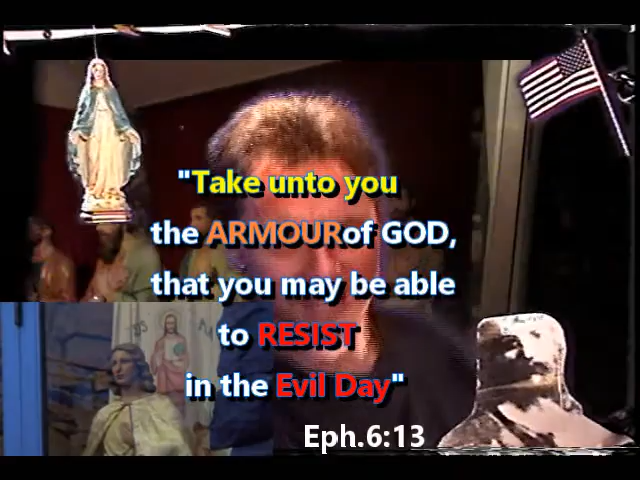 "Take unto you
the ARMOURof GOD,
that you may be able
to RESIST
in the Evil Day"
Eph.6:13